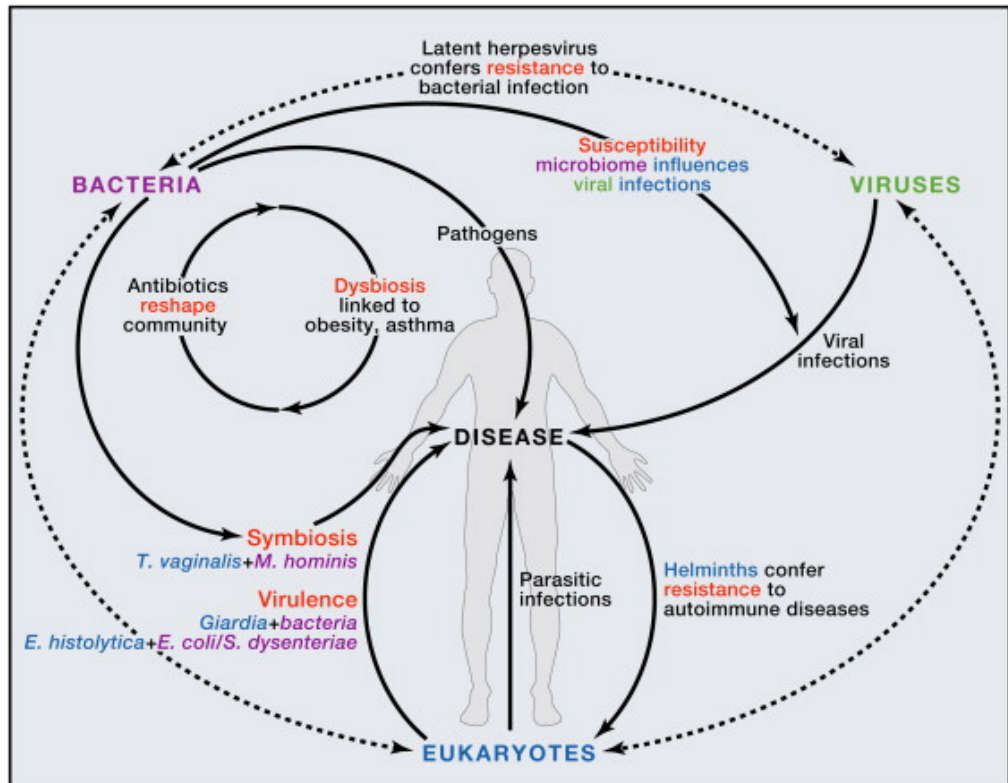 Latent herpesvirus
confers resistance to
bacterial infection
Susceptibility
microbiome influences
viral infections
BACTERIA
VIRUSES
Pathogens
Antibiotics
reshape
community
Dysbiosis
linked to
obesity, asthma
Viral
infections
DISEASE
Symbiosis
T. vaginalis+M. hominis
Virulence
Giardia+bacteria
E. histolytica+E. coli/S. dysenteriae
Parasitic
infections
Helminths confer
resistance to
autoimmune diseases
EUKARYOTES